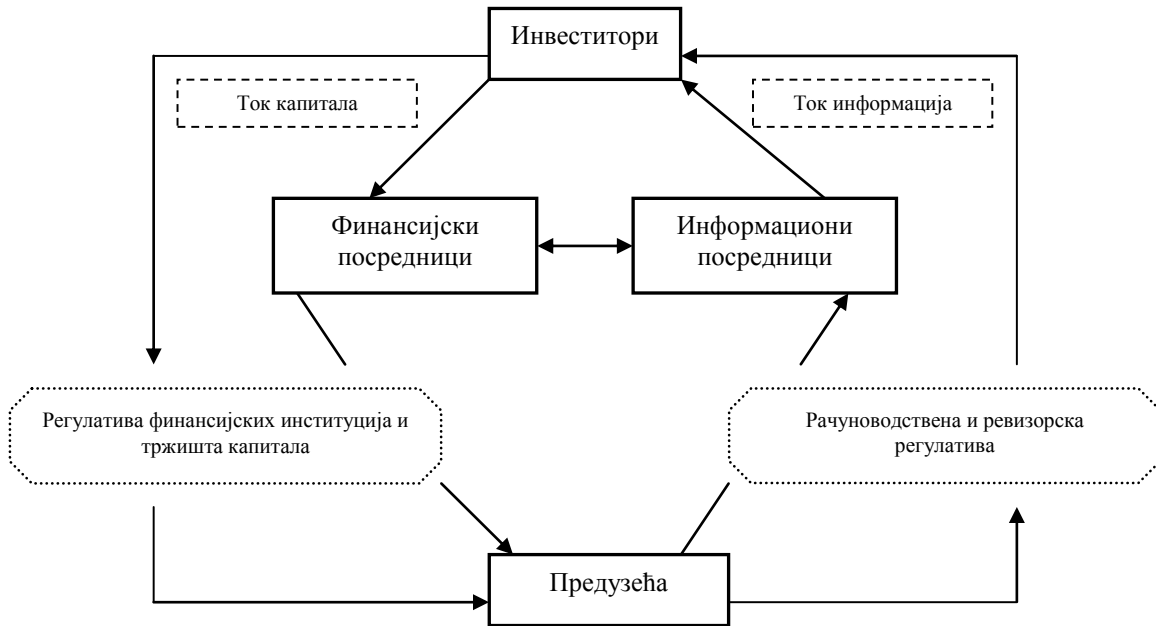 Инвеститори
Ток капитала
Ток информација
Финансијски
посредници
Информациони
посредници
Регулатива финансијских институција и
тржишта капитала
Рачуноводствена и ревизорска
регулатива
Предузећа